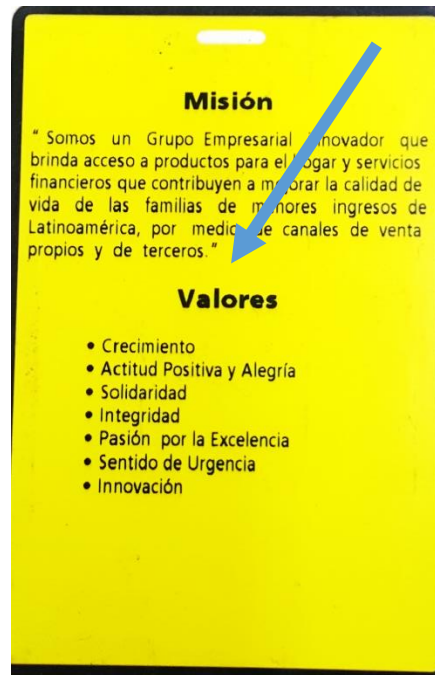 Misión
" Somos un Grupo Empresarial innovador que
brinda acceso a productos para el hogar y servicios
financieros que contribuyen a mejorar la calidad de
vida de las familias de menores ingresos de
Latinoamérica, por medio de canales de venta
propios y de terceros."
Valores
• Crecimiento
• Actitud Positiva y Alegría
• Solidaridad
• Integridad
• Pasión por la Excelencia
• Sentido de Urgencia
• Innovación